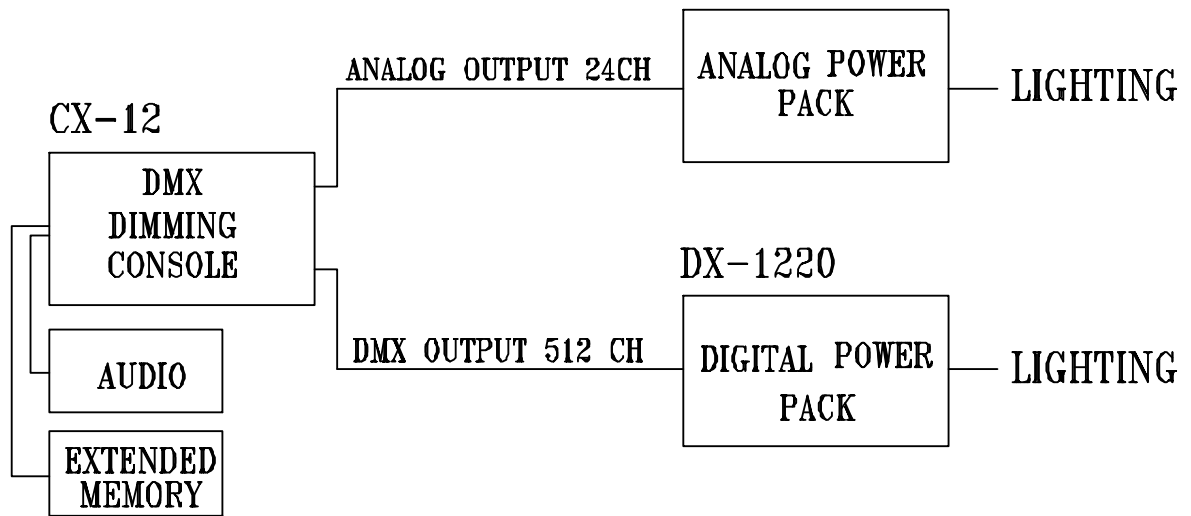 ANALOG OUTPUT 24CH
ANALOG POWER
PACK
LIGHTING
CX-12
DMX
DIMMING
CONSOLE
DX-1220
DMX OUTPUT 512 CH
DIGITAL POWER
PACK
LIGHTING
AUDIO
EXTENDED
MEMORY